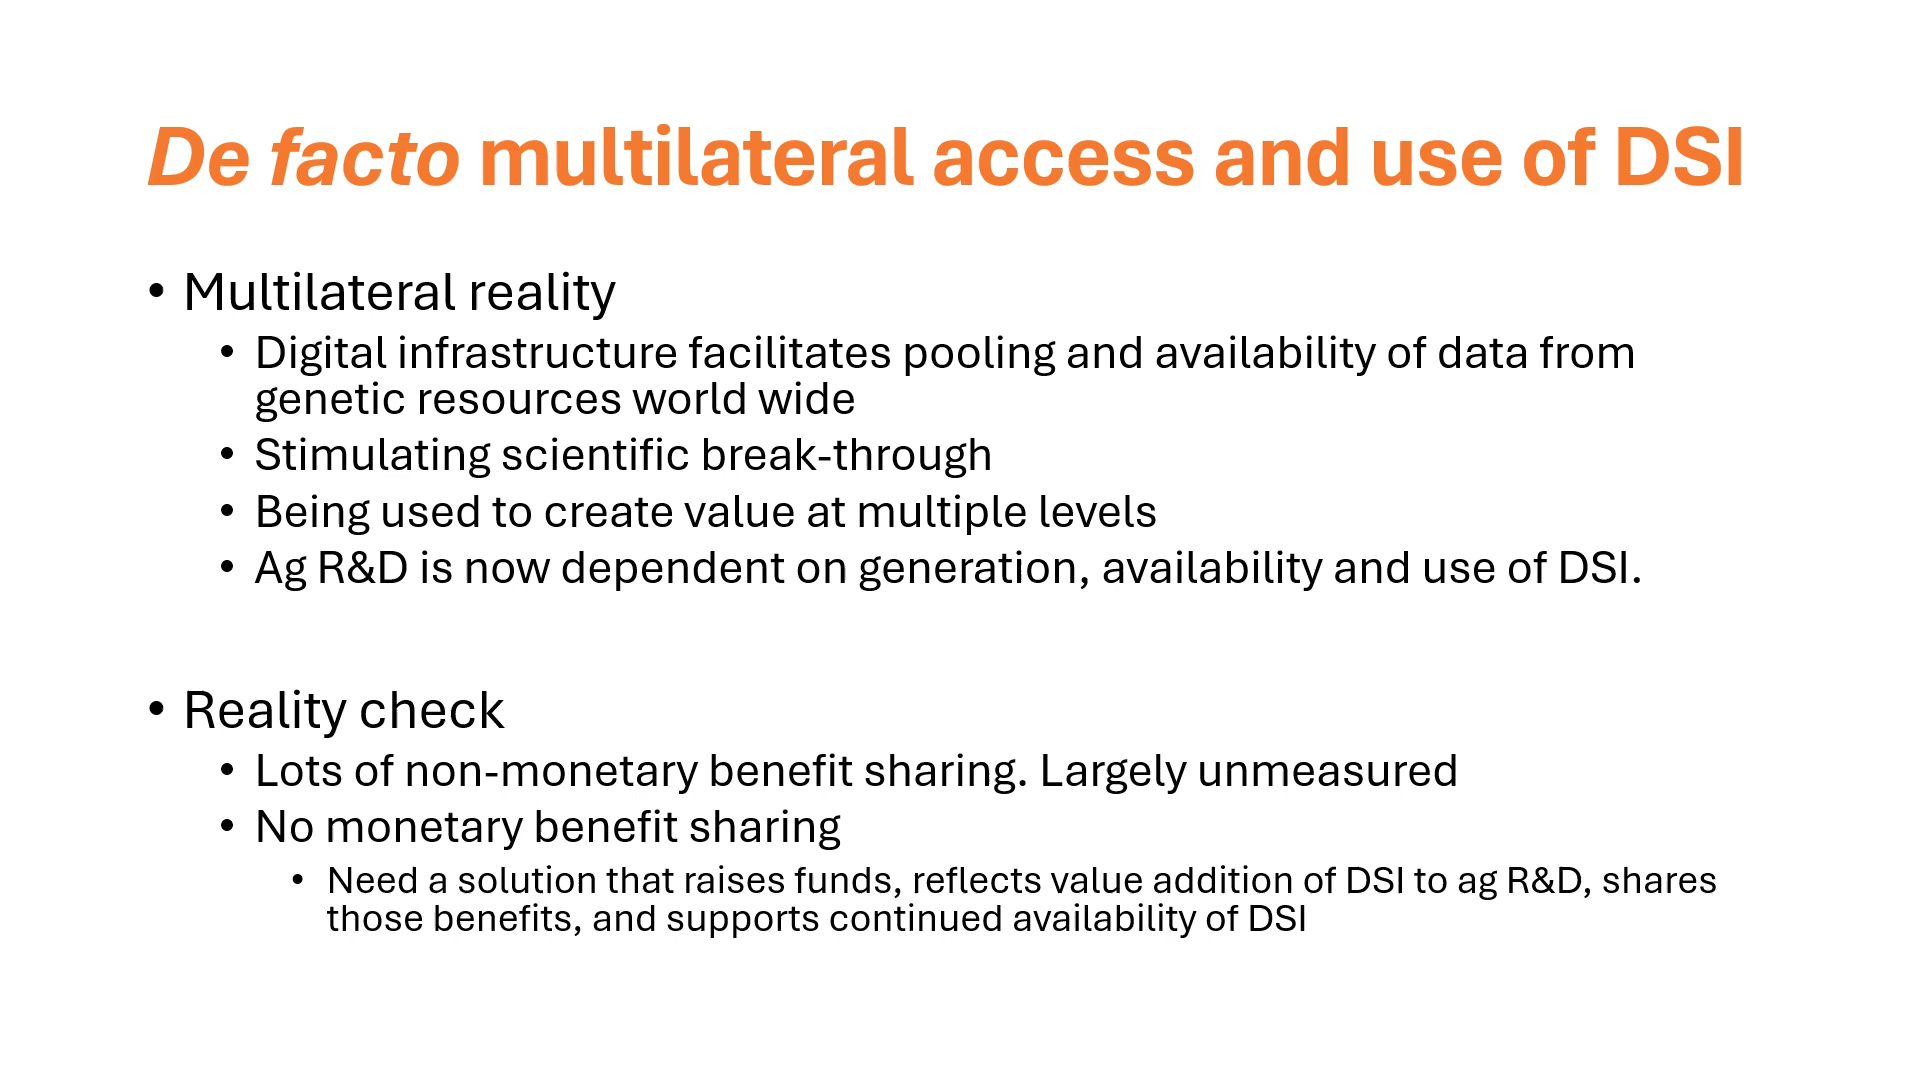 De facto multilateral access and use of DSI
• Multilateral reality
• Digital infrastructure facilitates pooling and availability of data from
genetic resources world wide
• Stimulating scientific break-through
• Being used to create value at multiple levels
• Ag R&D is now dependent on generation, availability and use of DSI.
• Reality check
• Lots of non-monetary benefit sharing. Largely unmeasured
• No monetary benefit sharing
• Need a solution that raises funds, reflects value addition of DSI to ag R&D, shares
those benefits, and supports continued availability of DSI